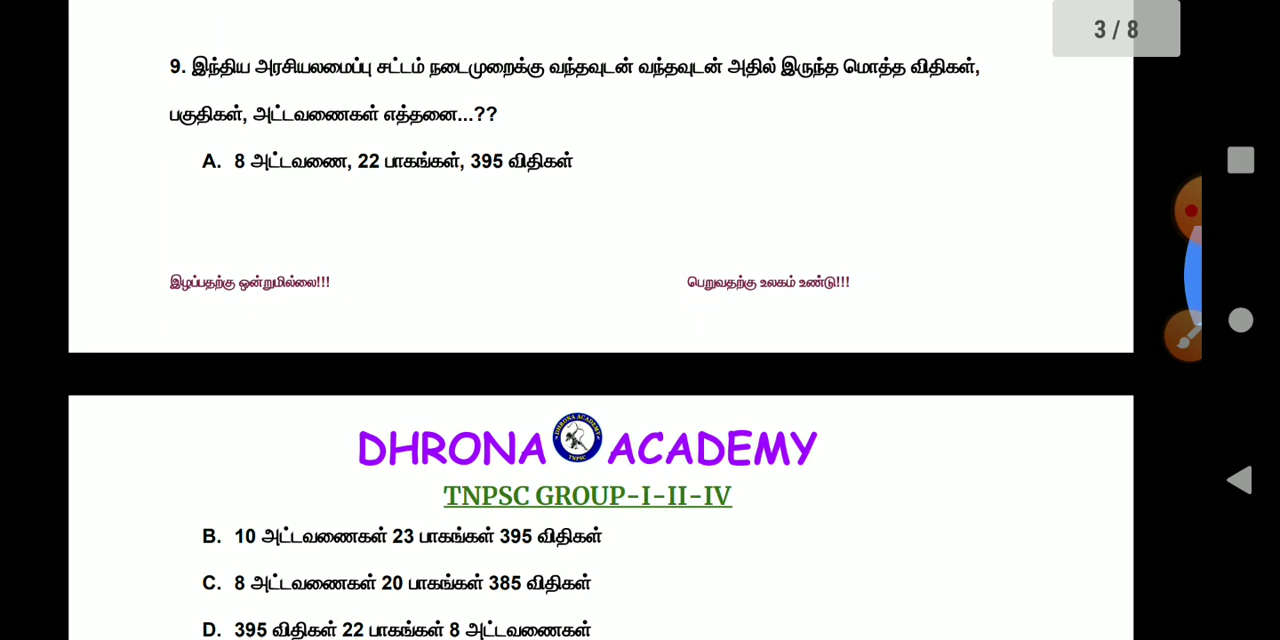 3 / 8
9. இந்திய அரசியலமைப்பு சட்டம் நடைமுறைக்கு வந்தவுடன் வந்தவுடன் அதில் இருந்த மொத்த விதிகள்,
பகுதிகள், அட்டவணைகள் எத்தனை...??
A. 8 அட்டவணை, 22 பாகங்கள், 395 விதிகள்
இழப்பதற்கு ஒன்றுமில்லை!!! பெறுவதற்கு உலகம் உண்டு!!!
DHRONA ACADEMY
DHRONA ACADEMY
TNPSC
TNPSC GROUP-I-II-IV
B. 10 அட்டவணைகள் 23 பாகங்கள் 395 விதிகள்
C. 8 அட்டவணைகள் 20 பாகங்கள் 385 விதிகள்
D. 395 விதிகள் 22 பாகங்கள் 8 அட்டவணைகள்